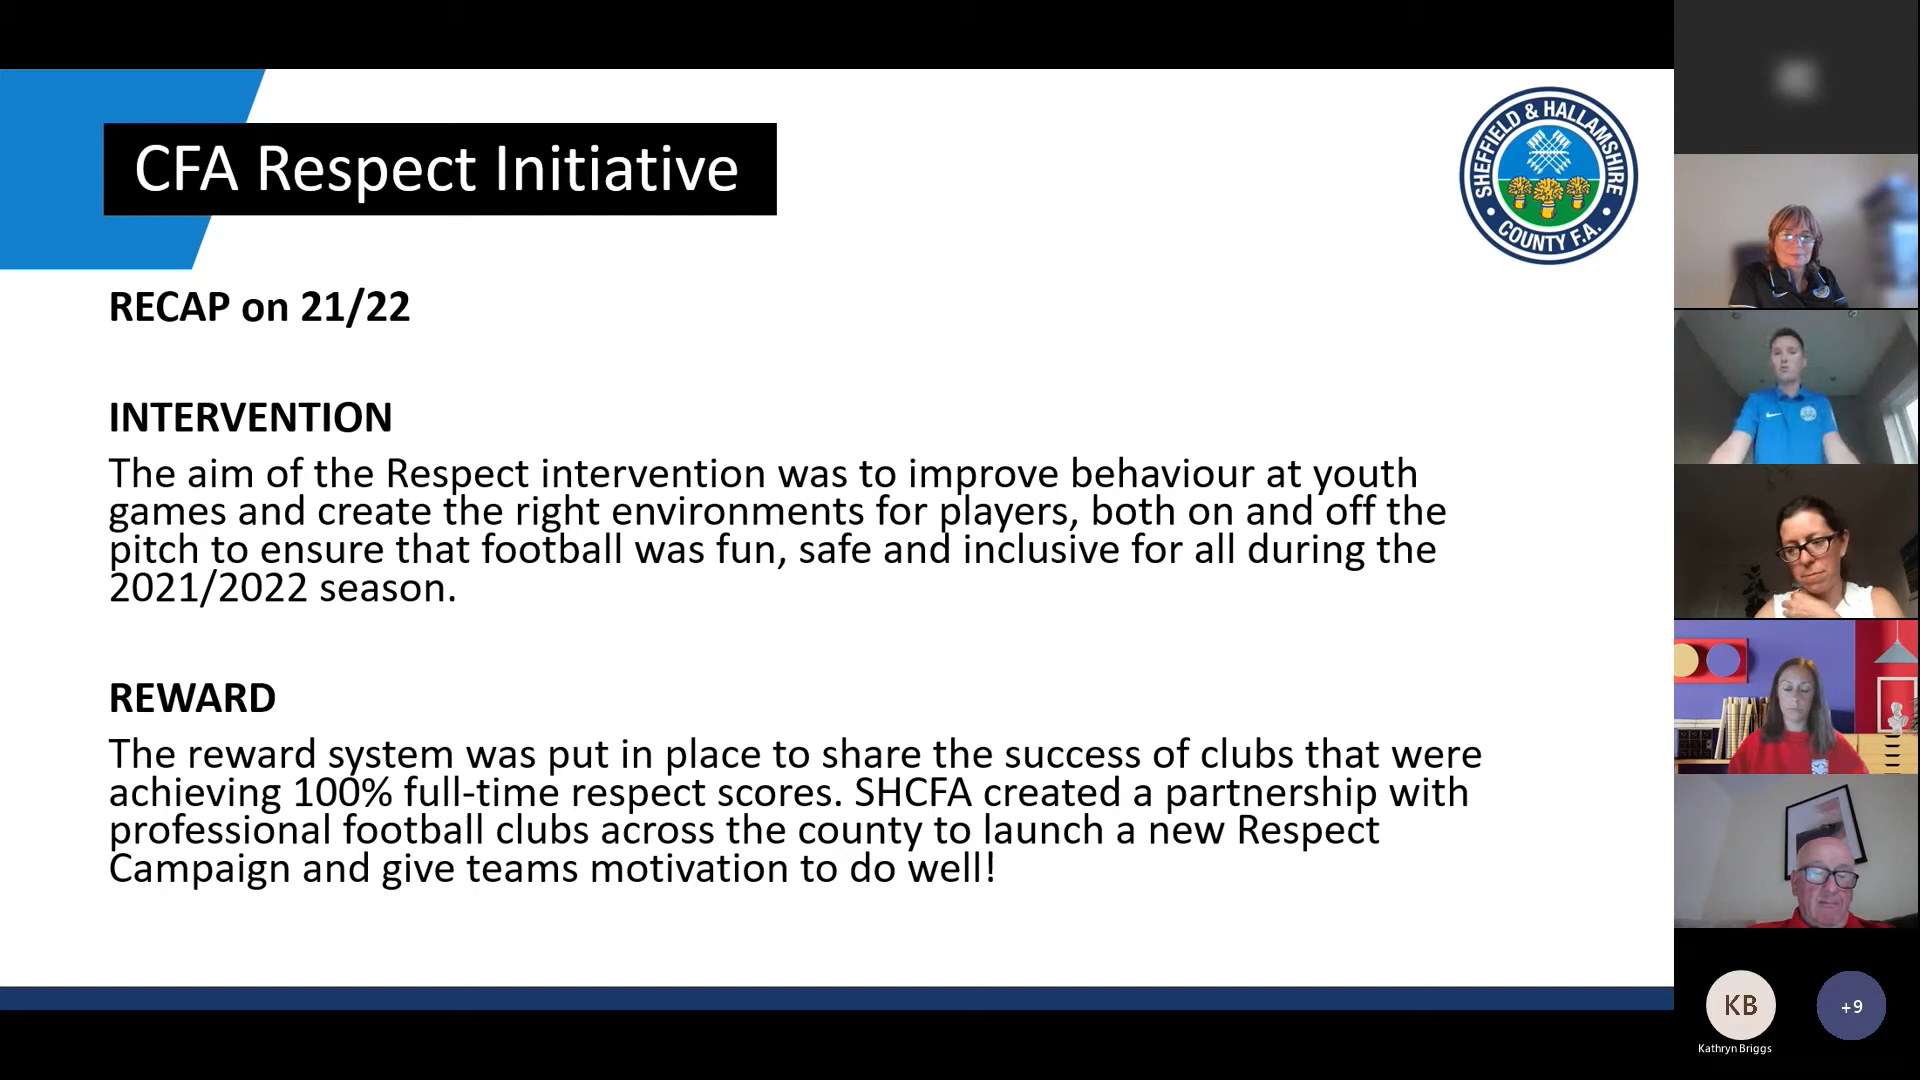 CFA Respect Initiative
SHEFFIELD & HALLAMSHIRE
COUNTY F.A.
RECAP on 21/22
INTERVENTION
The aim of the Respect intervention was to improve behaviour at youth
games and create the right environments for players, both on and off the
pitch to ensure that football was fun, safe and inclusive for all during the
2021/2022 season.
REWARD
The reward system was put in place to share the success of clubs that were
achieving 100% full-time respect scores. SHCFA created a partnership with
professional football clubs across the county to launch a new Respect
Campaign and give teams motivation to do well!
KB
+9
Kathryn Briggs